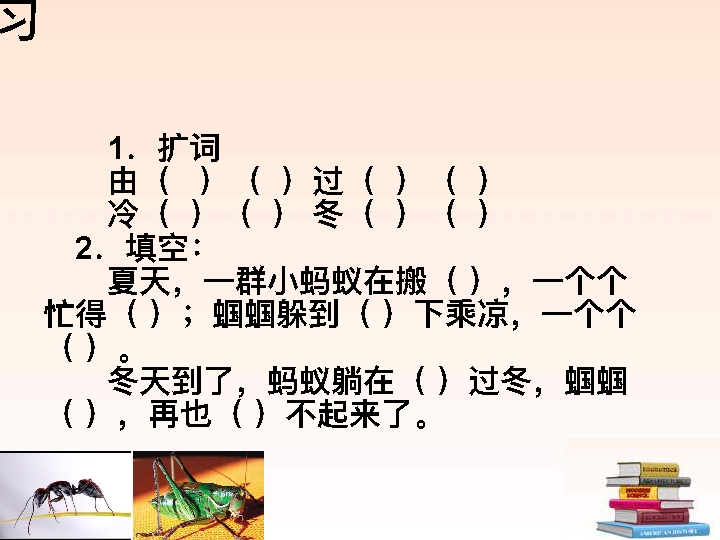 习
1．扩词
由（  ）（ ）过（ ）（ ）
冷（ ）（ ） 冬（ ）（ ）
2．填空：
夏天，一群小蚂蚁在搬（ ），一个个
忙得（ ）；蝈蝈躲到（ ）下乘凉，一个个
（ ）。
冬天到了，蚂蚁躺在（ ）过冬，蝈蝈
（ ），再也（ ）不起来了。
MODERN
SCIENCE
AMERICAN HISTORY